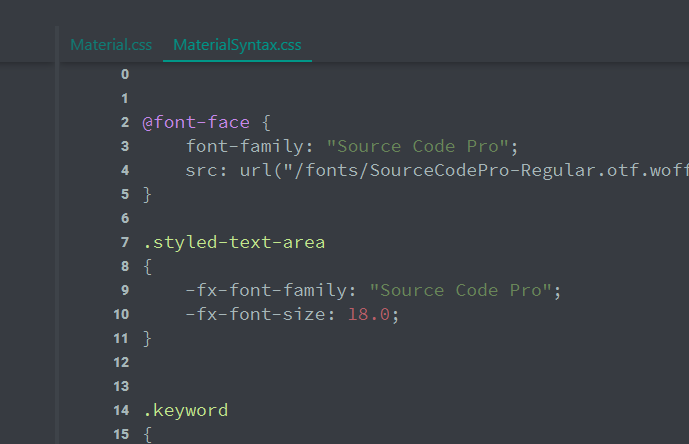 Material.css MaterialSyntax.css
0
1
2 @font-face {
3 font-family: "Source Code Pro";
4 src: url("/fonts/SourceCodePro-Regular.otf.woff
5 }
6
7 .styled-text-area
8 {
9 -fx-font-family: "Source Code Pro";
10 -fx-font-size: 18.0;
11 }
12
13
14 .keyword
15 {